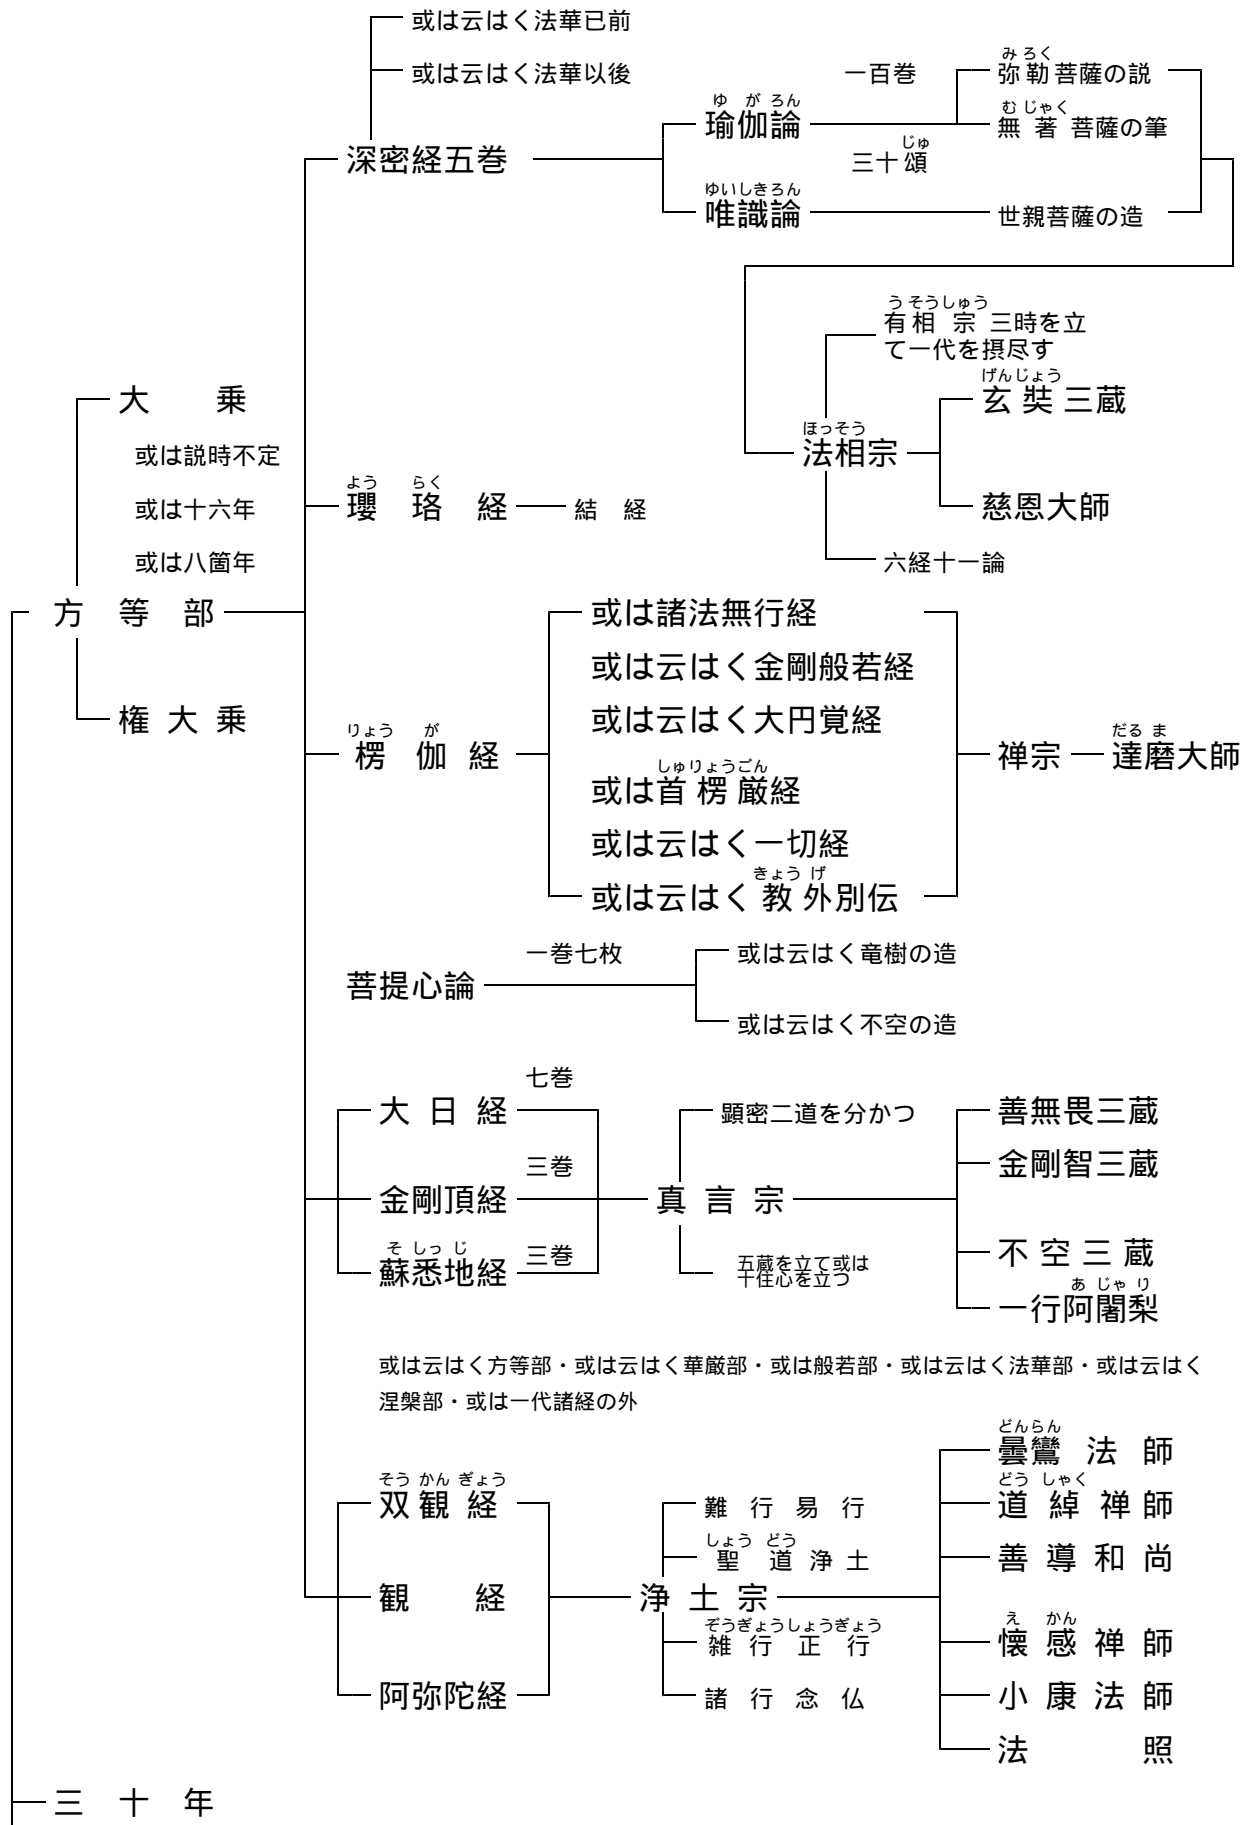 或は云はく法華已前
或は云はく法華以後
深密経五巻
瑜伽論
ゆ が ろん
一百巻
弥勒菩薩の説
み ろく
無著菩薩の筆
む じゃく
唯識論
ゆいしきろん
三十頌
じゅ
世親菩薩の造
有相宗三時を立
う そうしゅう
て一代を摂尽す
法相宗
ほっそう
玄奘三蔵
げんじょう
慈恩大師
六経十一論
大乗
或は説時不定
或は十六年
或は八箇年
方等部
権大乗
瓔珞経
よう らく
結経
楞伽経
りょう が
或は諸法無行経
或は云はく金剛般若経
或は云はく大円覚経
或は首楞厳経
しゅりょうごん
或は云はく一切経
或は云はく教外別伝
きょう げ
禅宗
達磨大師
だる ま
菩提心論
一巻七枚
或は云はく竜樹の造
或は云はく不空の造
大日経
七巻
金剛頂経
三巻
蘇悉地経
そ しっ じ
三巻
真言宗
顕密二道を分かつ
五蔵を立て或は
十住心を立つ
善無畏三蔵
金剛智三蔵
不空三蔵
一行阿闍梨
あ じゃ り
或は云はく方等部・或は云はく華厳部・或は般若部・或は云はく法華部・或は云はく
涅槃部・或は一代諸経の外
双観経
そう かん ぎょう
観経
阿弥陀経
浄土宗
難行易行
聖道浄土
しょう どう
雑行正行
ぞうぎょうしょうぎょう
諸行念仏
曇鸞法師
どんらん
道綽禅師
どう しゃく
善導和尚
懐感禅師
え かん
小康法師
法照
三十年